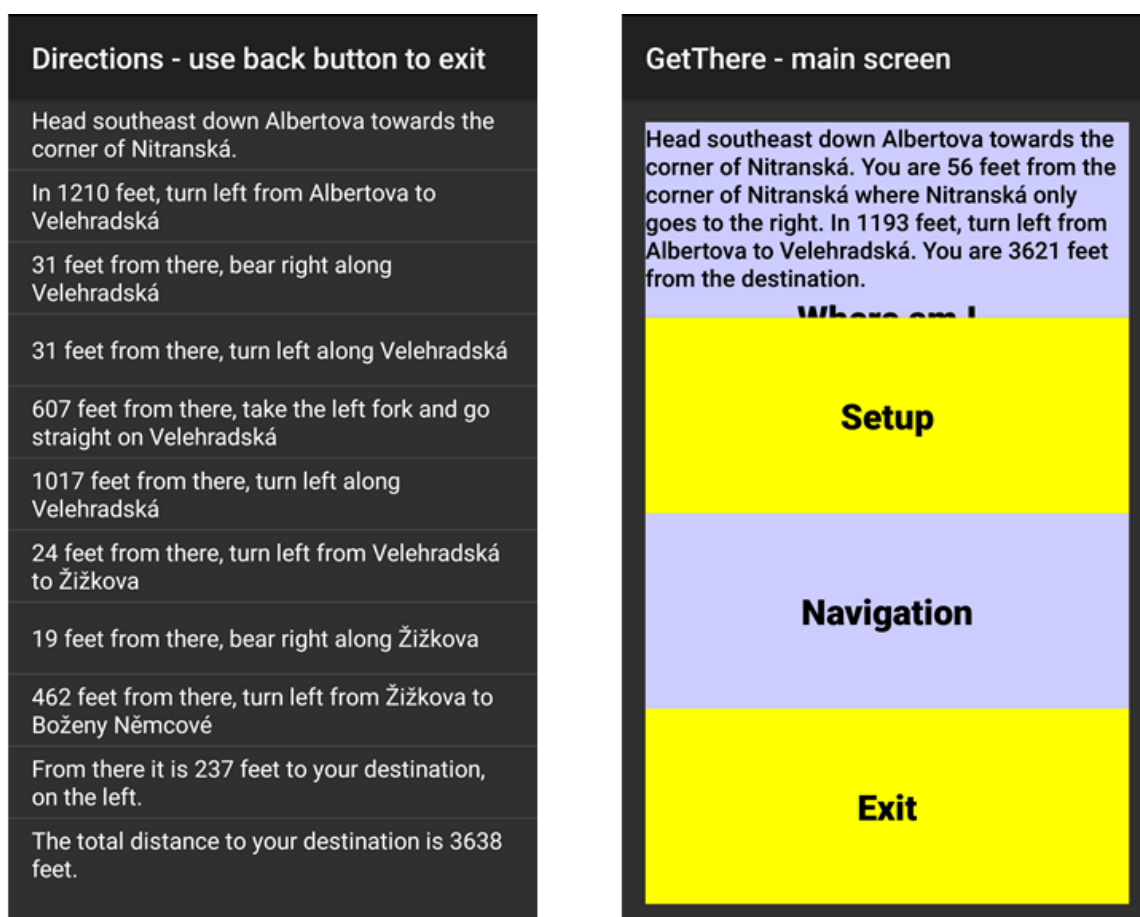 Directions - use back button to exit
Head southeast down Albertova towards the
corner of Nitranská.
In 1210 feet, turn left from Albertova to
Velehradská
31 feet from there, bear right along
Velehradská
31 feet from there, turn left along Velehradská
607 feet from there, take the left fork and go
straight on Velehradská
1017 feet from there, turn left along
Velehradská
24 feet from there, turn left from Velehradská
to Žižkova
19 feet from there, bear right along Žižkova
462 feet from there, turn left from Žižkova to
Boženy Němcové
From there it is 237 feet to your destination,
on the left.
The total distance to your destination is 3638
feet.
GetThere - main screen
Head southeast down Albertova towards the
corner of Nitranská. You are 56 feet from the
corner of Nitranská where Nitranská only
goes to the right. In 1193 feet, turn left from
Albertova to Velehradská. You are 3621 feet
from the destination.
Where am I
Setup
Navigation
Exit